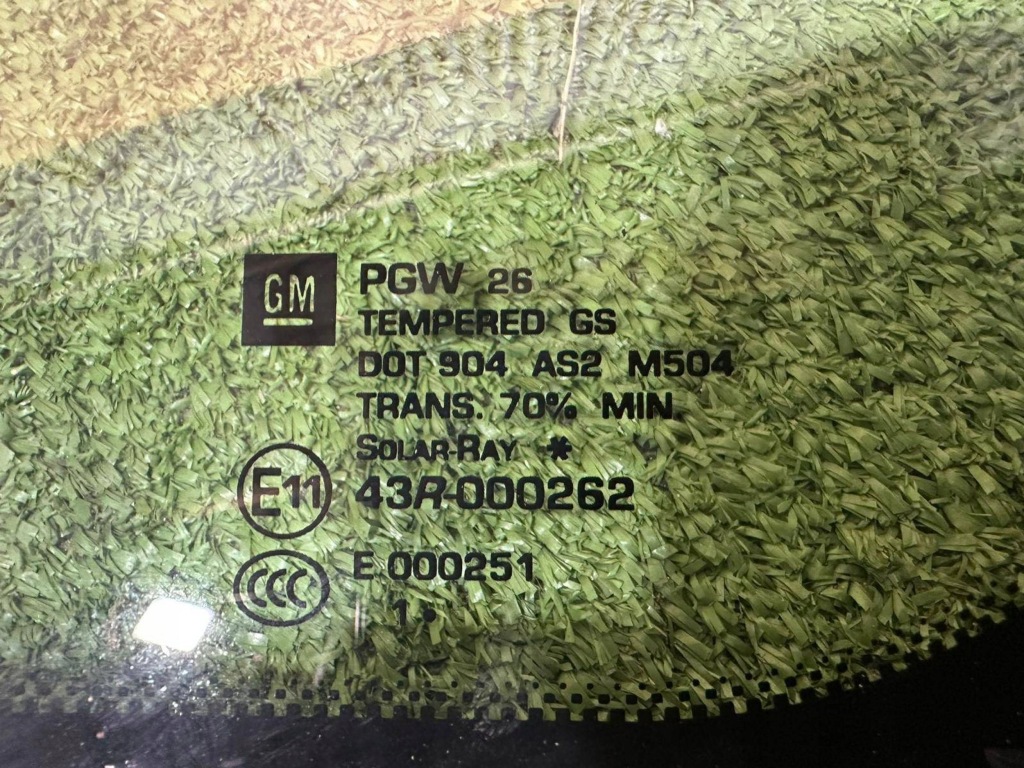 GM
PGW 26
TEMPERED GS
DOT 904 AS2 M504
TRANS. 70% MIN.
SOLAR-RAY *
E11 43R-000262
CCC E 000251
1 •